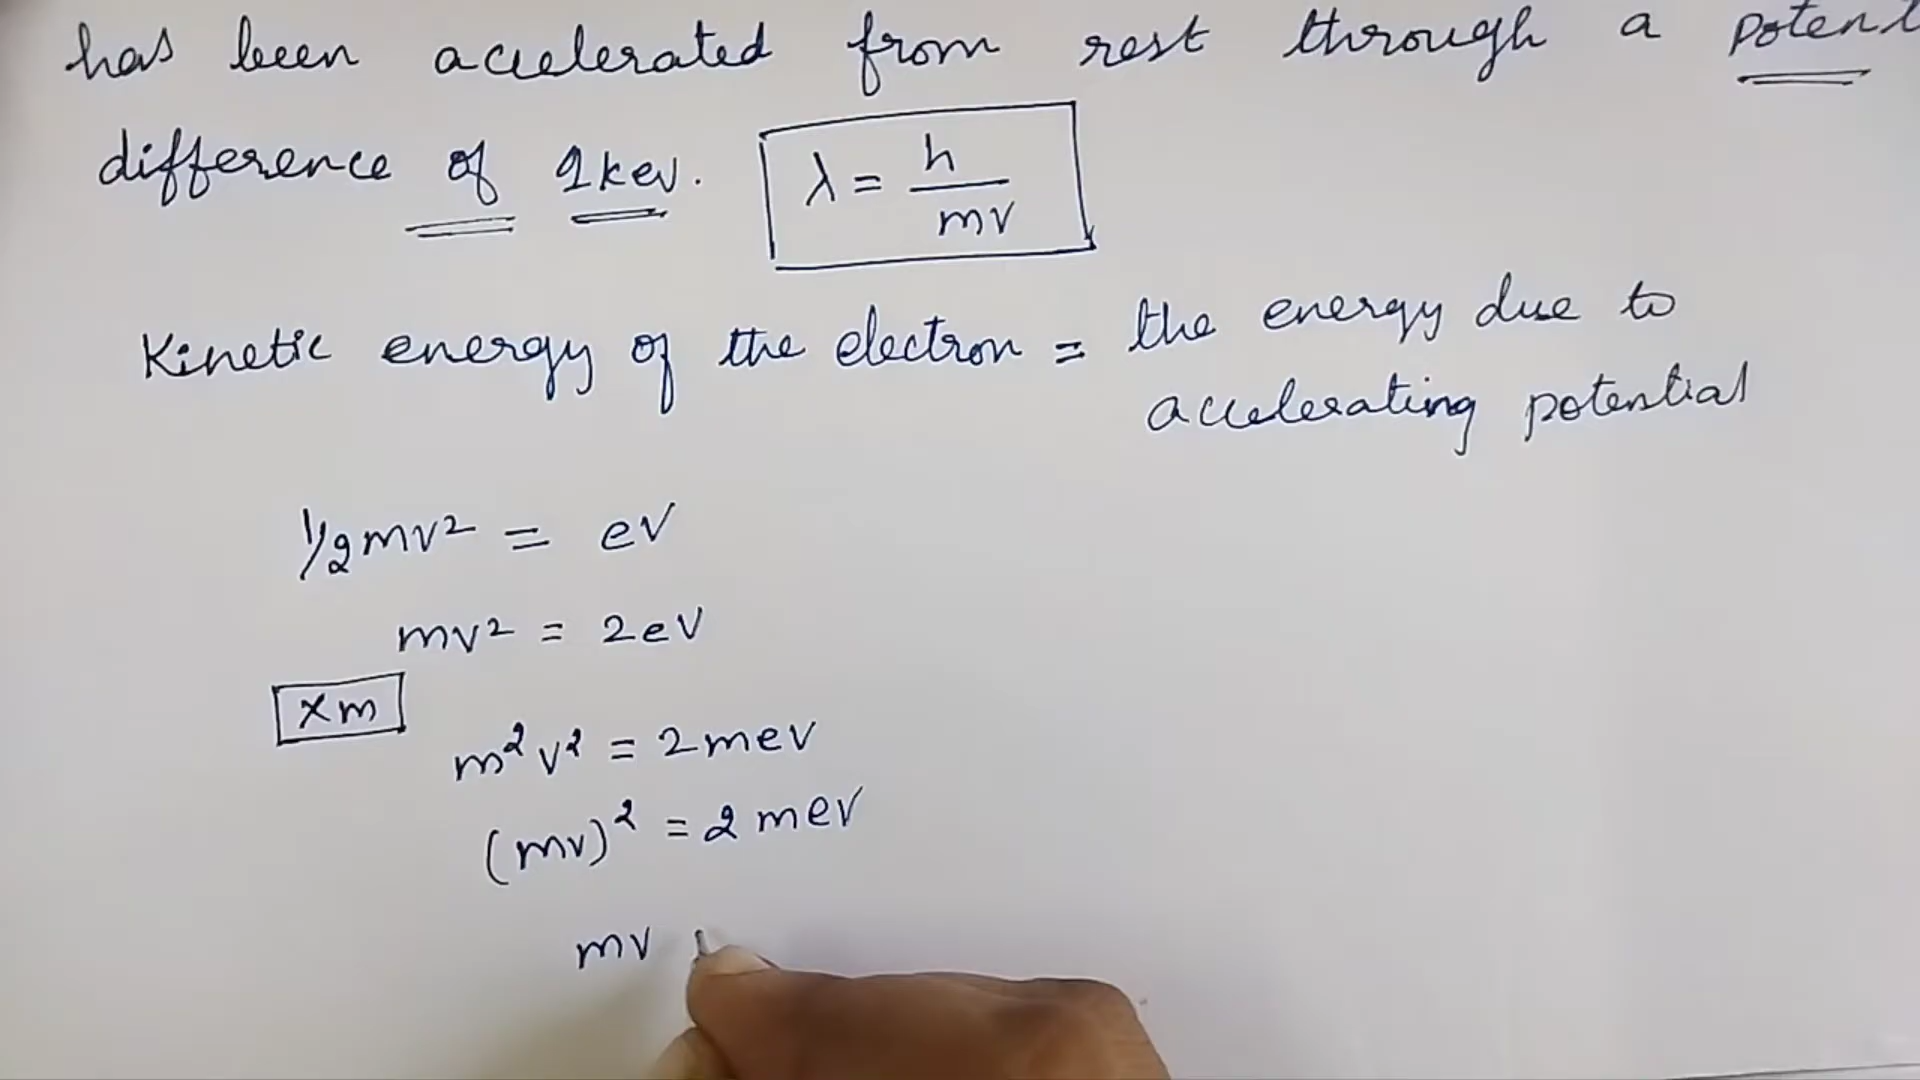 has been accelerated from rest through a potent
difference of 1kev. λ = h/mv
Kinetic energy of the electron = the energy due to
accelerating potential
1/2mv² = eV
mv² = 2eV
xm
m²v² = 2mev
(mv)² = 2meV
mv